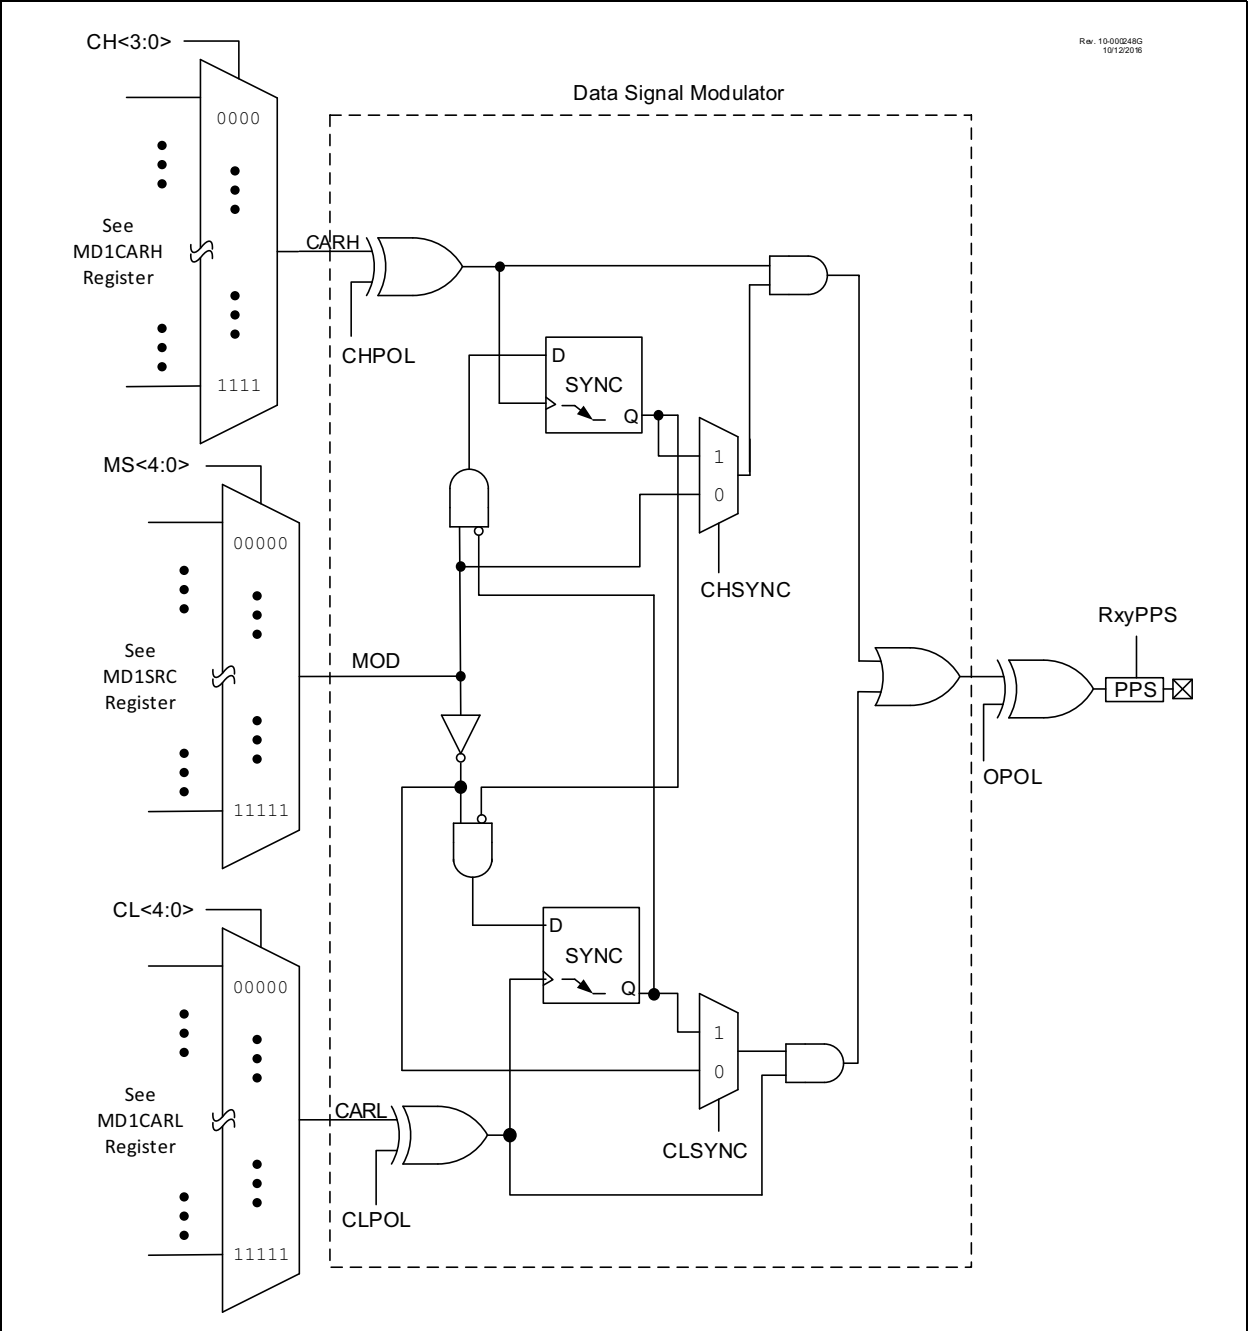 CH<3:0>
Rev. 10-000248G
10/12/2016
Data Signal Modulator
0000
See
MD1CARH
Register
CARH
CHPOL
1111
D
SYNC
Q
1
0
CHSYNC
MS<4:0>
00000
See
MD1SRC
Register
MOD
11111
RxyPPS
PPS
OPOL
CL<4:0>
00000
D
SYNC
Q
1
0
CLSYNC
See
MD1CARL
Register
CARL
CLPOL
11111